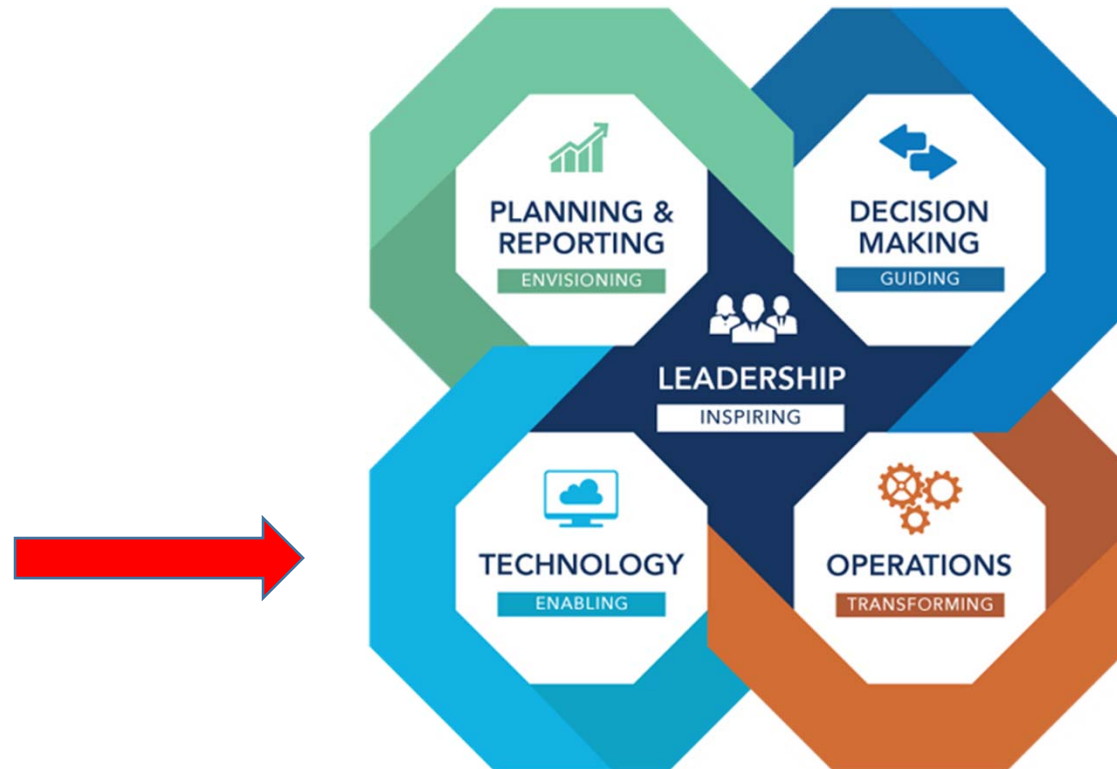 PLANNING &
REPORTING
ENVISIONING
DECISION
MAKING
GUIDING
LEADERSHIP
INSPIRING
TECHNOLOGY
ENABLING
OPERATIONS
TRANSFORMING